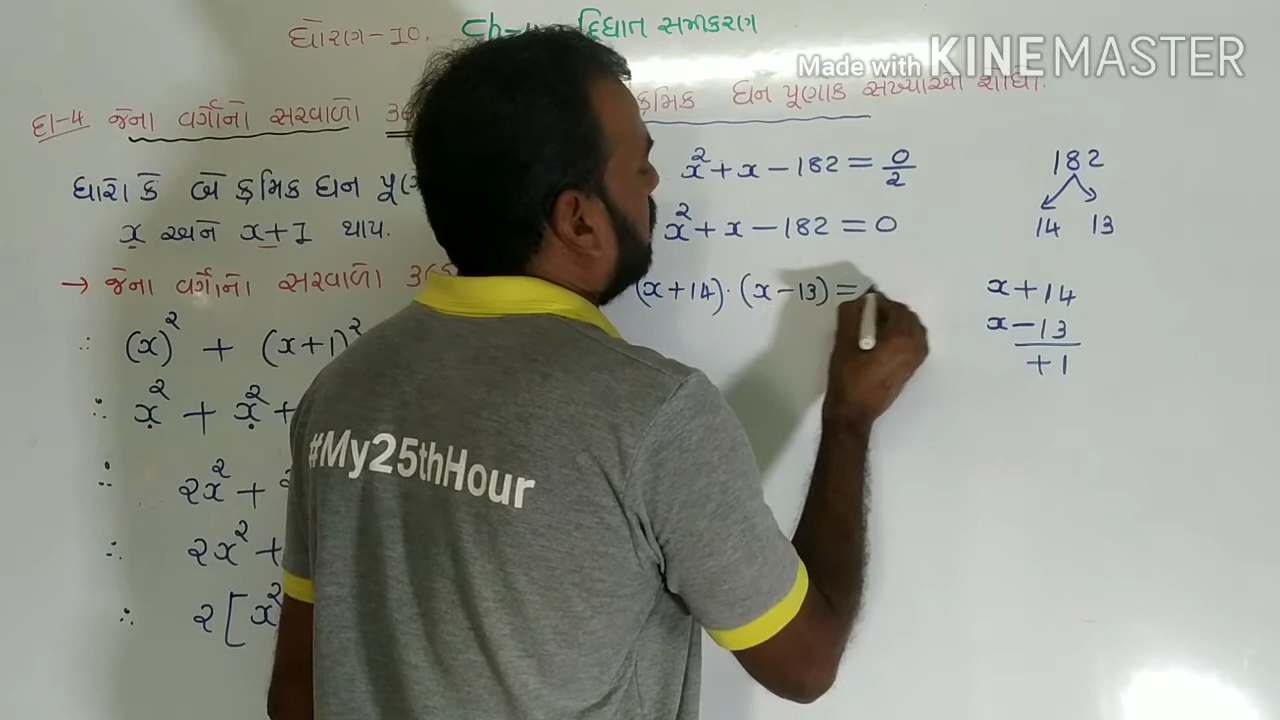 ધોરણ-10. Ch- દ્વિઘાત સમીકરણ
Made with KINEMASTER
દા-4 જેના વર્ગોનો સરવાળો ક્રમિક ધન પૂર્ણાંક સંખ્યાઓ શોધો.
ધારો કે બે ક્રમિક ધન
x અને x+1 થાય.
→ જેના વર્ગોનો સરવાળો
∴ (x)² + (x+1)²
∴ x² + x² +
∴ 2x² +
∴ 2x² +
∴ 2[x²
x² + x - 182 = 0/2
x² + x - 182 = 0
(x+14)·(x-13) =
182
14 13
x+14
x-13
+1
#My25thHour